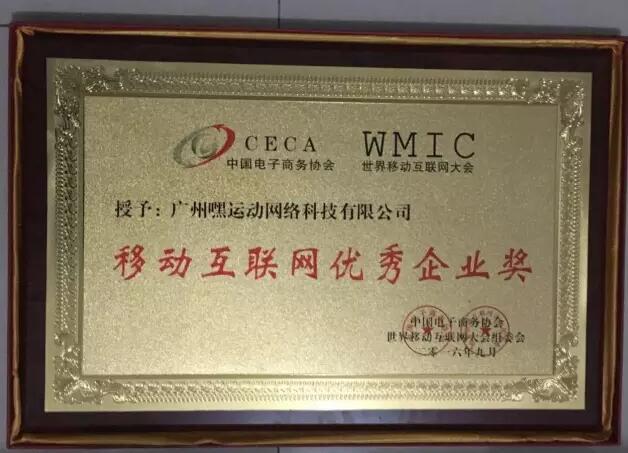 CECA WMIC
中国电子商务协会 世界移动互联网大会
授予：广州嘿运动网络科技有限公司
移动互联网优秀企业奖
中国电子商务协会
世界移动互联网大会组委会
二〇一六年九月